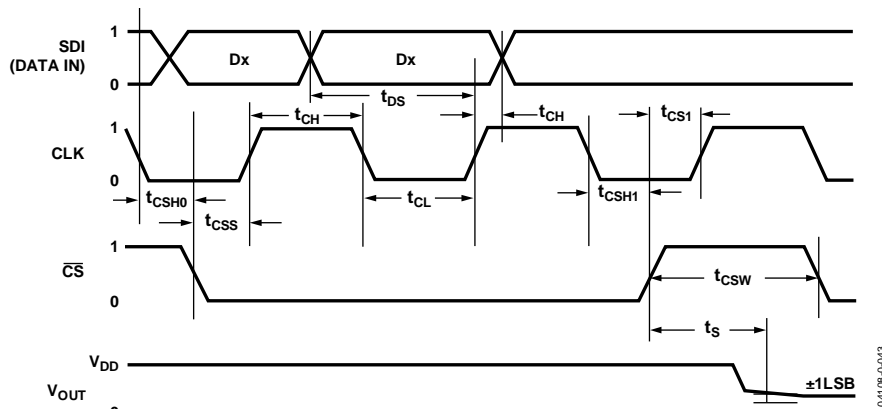 SDI
(DATA IN)
1
0
Dx
Dx
tDS
tCH
tCH
tCS1
CLK
1
0
tCSH0
tCSS
tCL
tCSH1
CS
1
0
tCSW
tS
VDD
VOUT
±1LSB
04108-0-043